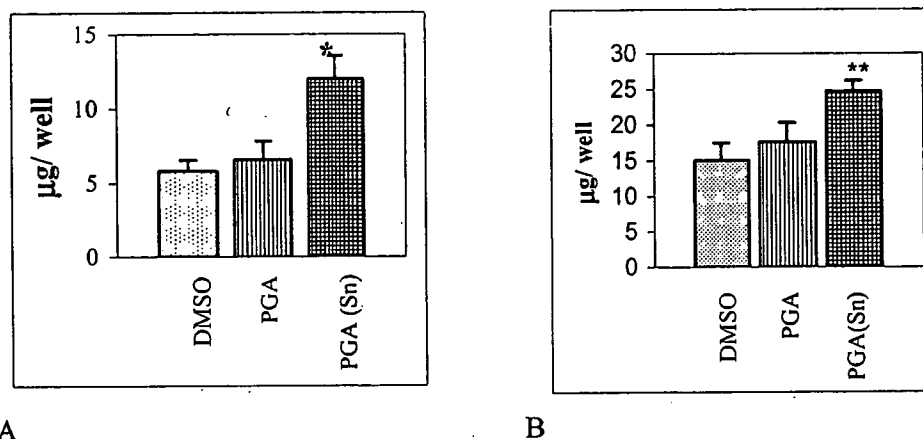 15
10
5
0
µg/ well
*
DMSO
PGA
PGA (Sn)
A
30
25
20
15
10
5
0
µg/ well
**
DMSO
PGA
PGA(Sn)
B